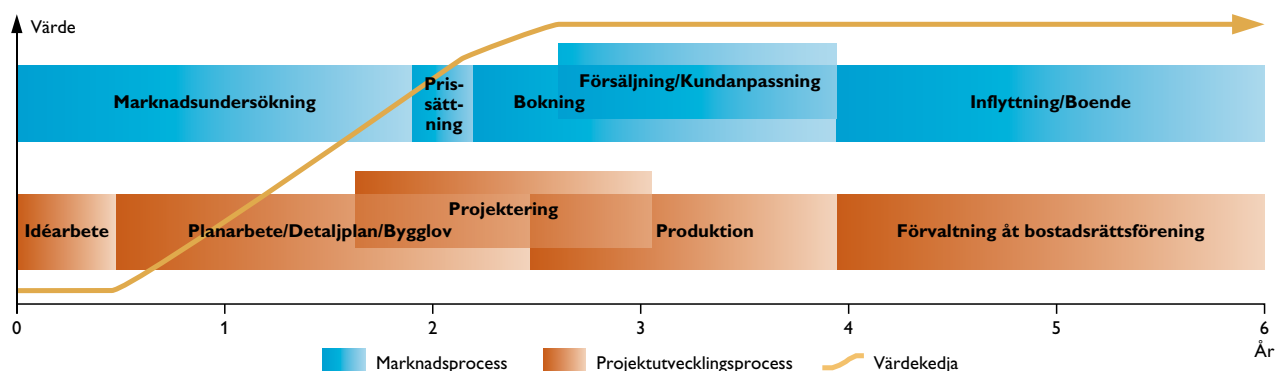 Värde
Försäljning/Kundanpassning
Marknadsundersökning
Pris-
sätt-
ning
Bokning
Inflyttning/Boende
Projektering
Idéarbete
Planarbete/Detaljplan/Bygglov
Produktion
Förvaltning åt bostadsrättsförening
0 1 2 3 4 5 6
År
Marknadsprocess
Projektutvecklingsprocess
Värdekedja